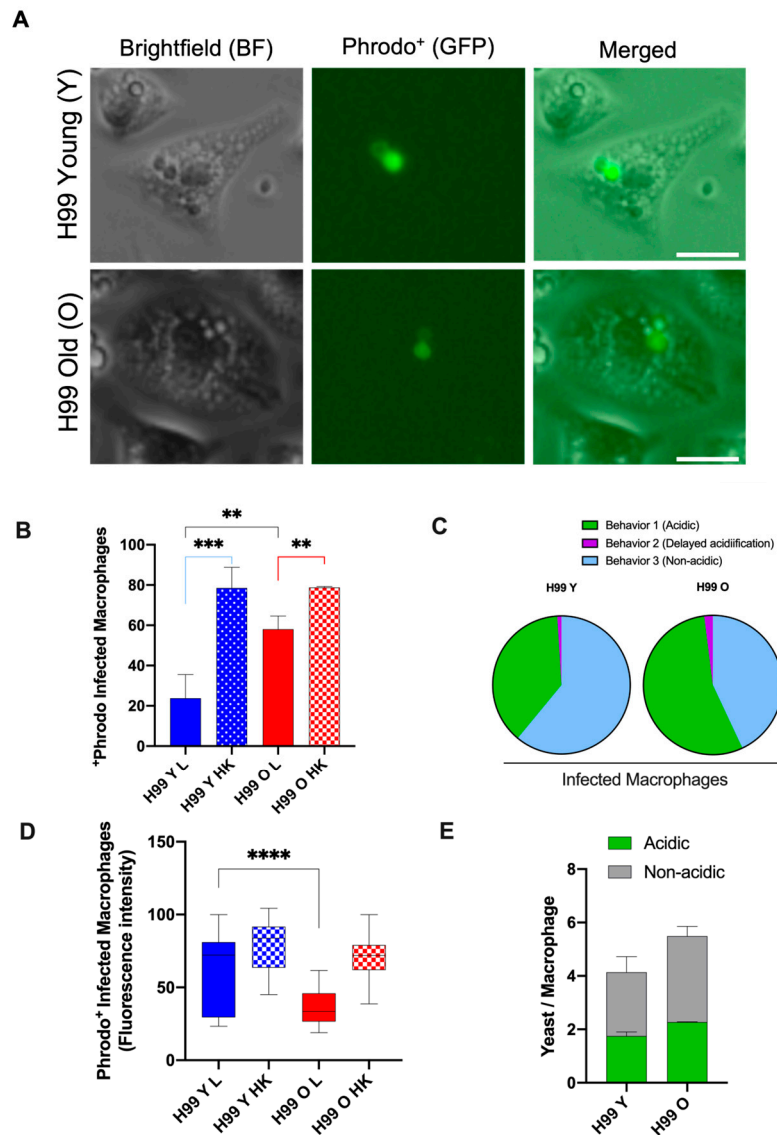 A
Brightfield (BF) Phrodo+ (GFP) Merged
H99 Young (Y)
H99 Old (O)
B
+Phrodo Infected Macrophages
100
80
60
40
20
0
**
*** **
H99 Y L H99 Y HK H99 O L H99 O HK
C
Behavior 1 (Acidic)
Behavior 2 (Delayed acidiification)
Behavior 3 (Non-acidic)
H99 Y H99 O
Infected Macrophages
D
Phrodo+ Infected Macrophages
(Fluorescence intensity)
150
100
50
0
****
H99 Y L H99 Y HK H99 O L H99 O HK
E
Acidic
Non-acidic
Yeast / Macrophage
8
6
4
2
0
H99 Y H99 O